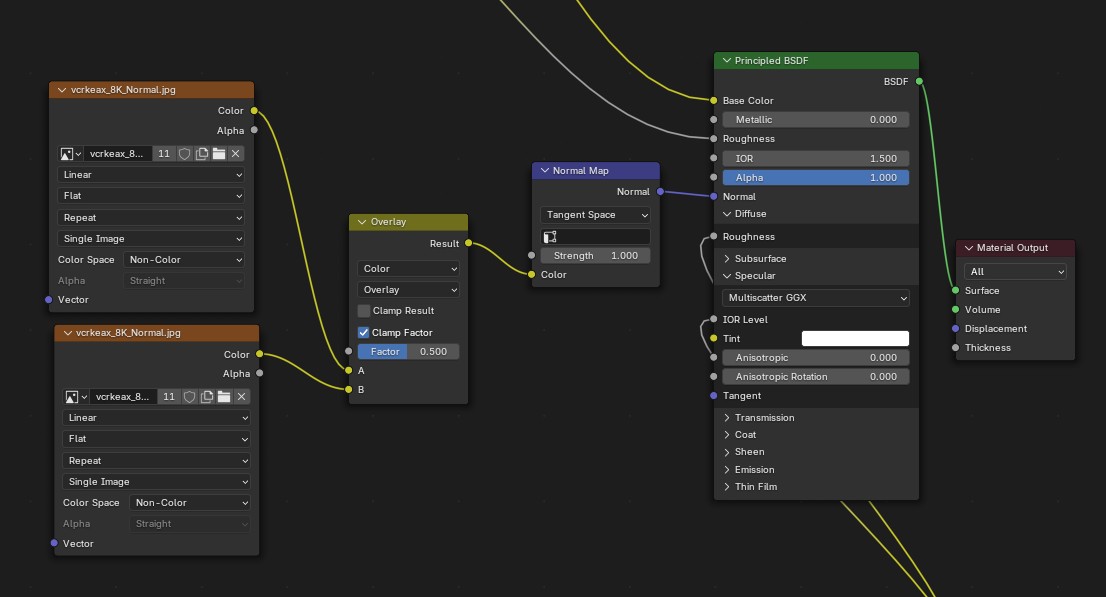 vcrkeax_8K_Normal.jpg
Color
Alpha
vcrkeax_8... 11
Linear
Flat
Repeat
Single Image
Color Space Non-Color
Alpha Straight
Vector
vcrkeax_8K_Normal.jpg
Color
Alpha
vcrkeax_8... 11
Linear
Flat
Repeat
Single Image
Color Space Non-Color
Alpha Straight
Vector
Overlay
Result
Color
Overlay
Clamp Result
Clamp Factor
Factor 0.500
A
B
Normal Map
Normal
Tangent Space
Strength 1.000
Color
Principled BSDF
BSDF
Base Color
Metallic 0.000
Roughness
IOR 1.500
Alpha 1.000
Normal
Diffuse
Roughness
Subsurface
Specular
Multiscatter GGX
IOR Level
Tint
Anisotropic 0.000
Anisotropic Rotation 0.000
Tangent
Transmission
Coat
Sheen
Emission
Thin Film
Material Output
All
Surface
Volume
Displacement
Thickness